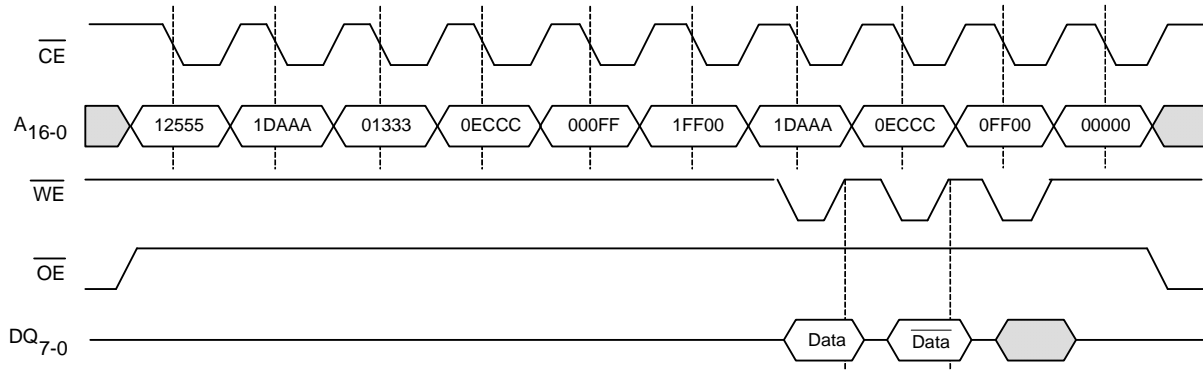 CE
A16-0
12555 1DAAA 01333 0ECCC 000FF 1FF00 1DAAA 0ECCC 0FF00 00000
WE
OE
DQ7-0
Data Data